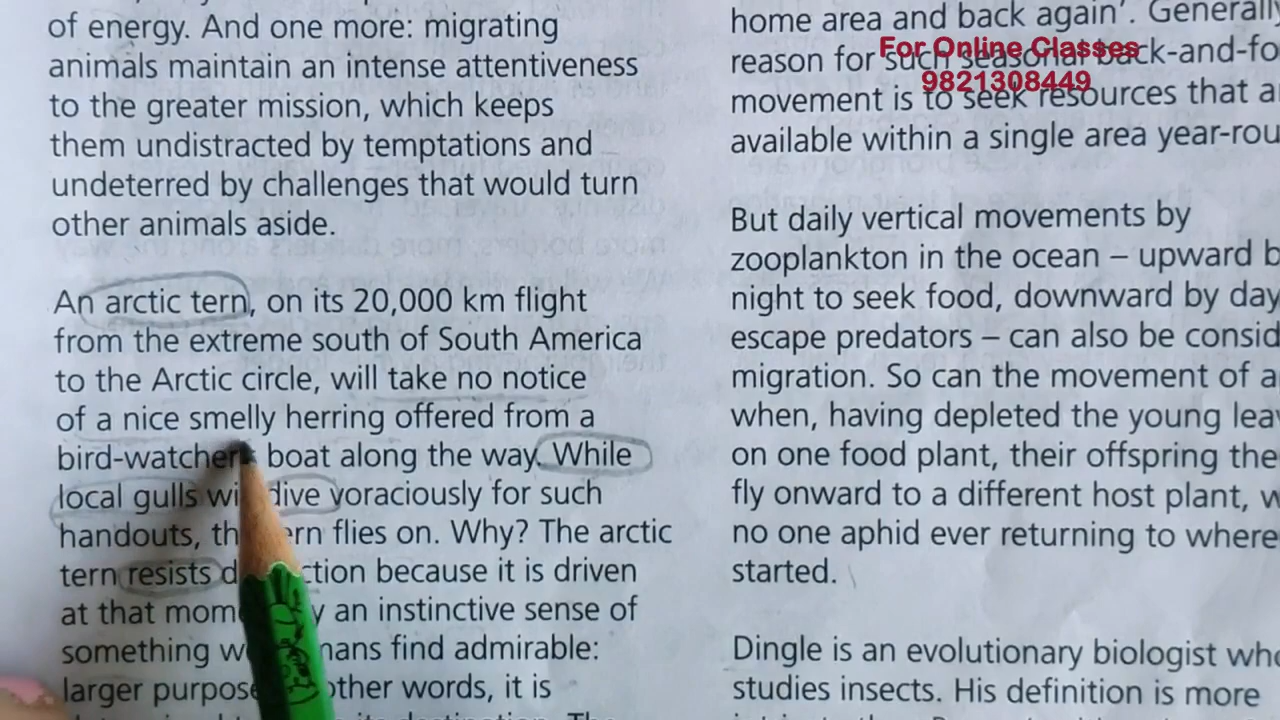 of energy. And one more: migrating
animals maintain an intense attentiveness
to the greater mission, which keeps
them undistracted by temptations and
undeterred by challenges that would turn
other animals aside.
An arctic tern, on its 20,000 km flight
from the extreme south of South America
to the Arctic circle, will take no notice
of a nice smelly herring offered from a
bird-watcher's boat along the way. While
local gulls will dive voraciously for such
handouts, the tern flies on. Why? The arctic
tern resists distraction because it is driven
at that moment by an instinctive sense of
something we humans find admirable:
larger purpose. In other words, it is
home area and back again'. Generally
reason for such seasonal back-and-fo
movement is to seek resources that a
available within a single area year-rou
But daily vertical movements by
zooplankton in the ocean – upward b
night to seek food, downward by day
escape predators – can also be consid
migration. So can the movement of a
when, having depleted the young lea
on one food plant, their offspring the
fly onward to a different host plant, w
no one aphid ever returning to where
started.
Dingle is an evolutionary biologist who
studies insects. His definition is more
For Online Classes
9821308449